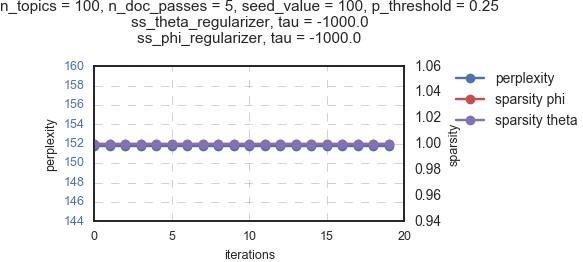 n_topics = 100, n_doc_passes = 5, seed_value = 100, p_threshold = 0.25
ss_theta_regularizer, tau = -1000.0
ss_phi_regularizer, tau = -1000.0
160
158
156
154
152
150
148
146
144
perplexity
0
5
10
15
20
iterations
1.06
1.04
1.02
1.00
0.98
0.96
0.94
sparsity
perplexity
sparsity phi
sparsity theta